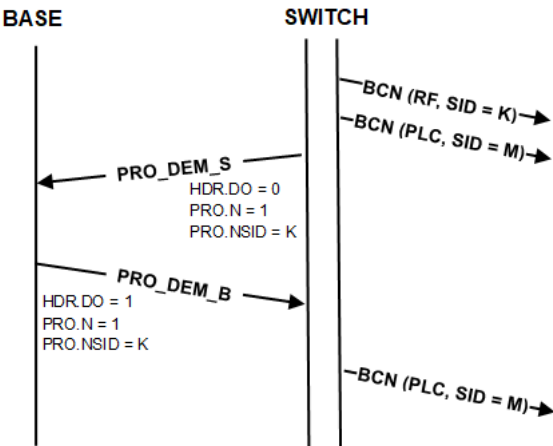 BASE
SWITCH
BCN (RF, SID = K)
BCN (PLC, SID = M)
PRO_DEM_S
HDR.DO = 0
PRO.N = 1
PRO.NSID = K
PRO_DEM_B
HDR.DO = 1
PRO.N = 1
PRO.NSID = K
BCN (PLC, SID = M)